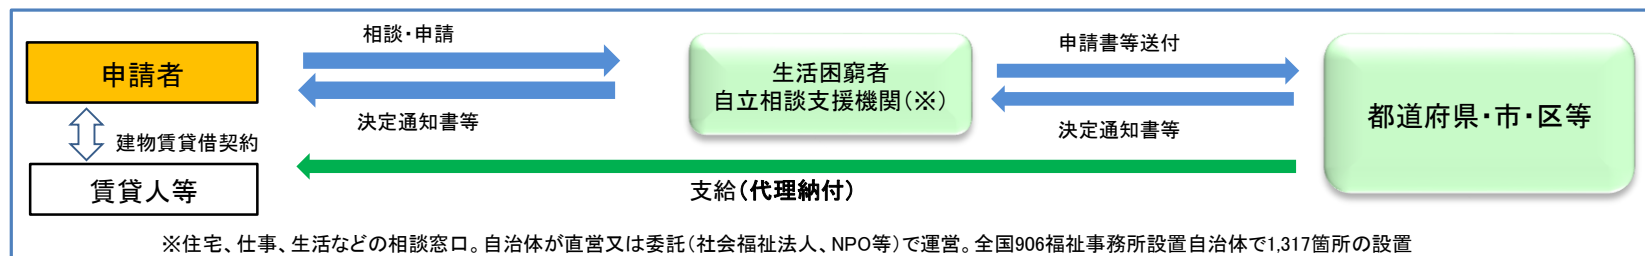 相談・申請
申請者
生活困窮者
自立相談支援機関(※)
申請書等送付
都道府県・市・区等
決定通知書等
決定通知書等
建物賃貸借契約
賃貸人等
支給(代理納付)
※住宅、仕事、生活などの相談窓口。自治体が直営又は委託(社会福祉法人、NPO等)で運営。全国906福祉事務所設置自治体で1,317箇所の設置